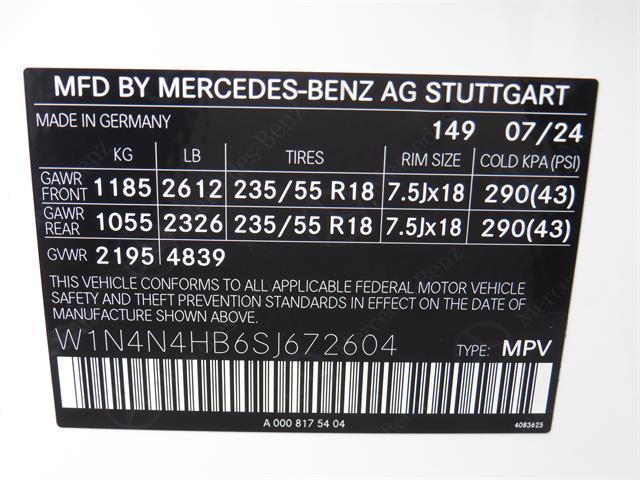 MFD BY MERCEDES-BENZ AG STUTTGART
MADE IN GERMANY 149 07/24
KG LB TIRES RIM SIZE COLD KPA (PSI)
GAWR FRONT 1185 2612 235/55 R18 7.5Jx18 290(43)
GAWR REAR 1055 2326 235/55 R18 7.5Jx18 290(43)
GVWR 2195 4839
THIS VEHICLE CONFORMS TO ALL APPLICABLE FEDERAL MOTOR VEHICLE
SAFETY AND THEFT PREVENTION STANDARDS IN EFFECT ON THE DATE OF
MANUFACTURE SHOWN ABOVE.
W1N4N4HB6SJ672604 TYPE: MPV
A 000 817 54 04 4083625